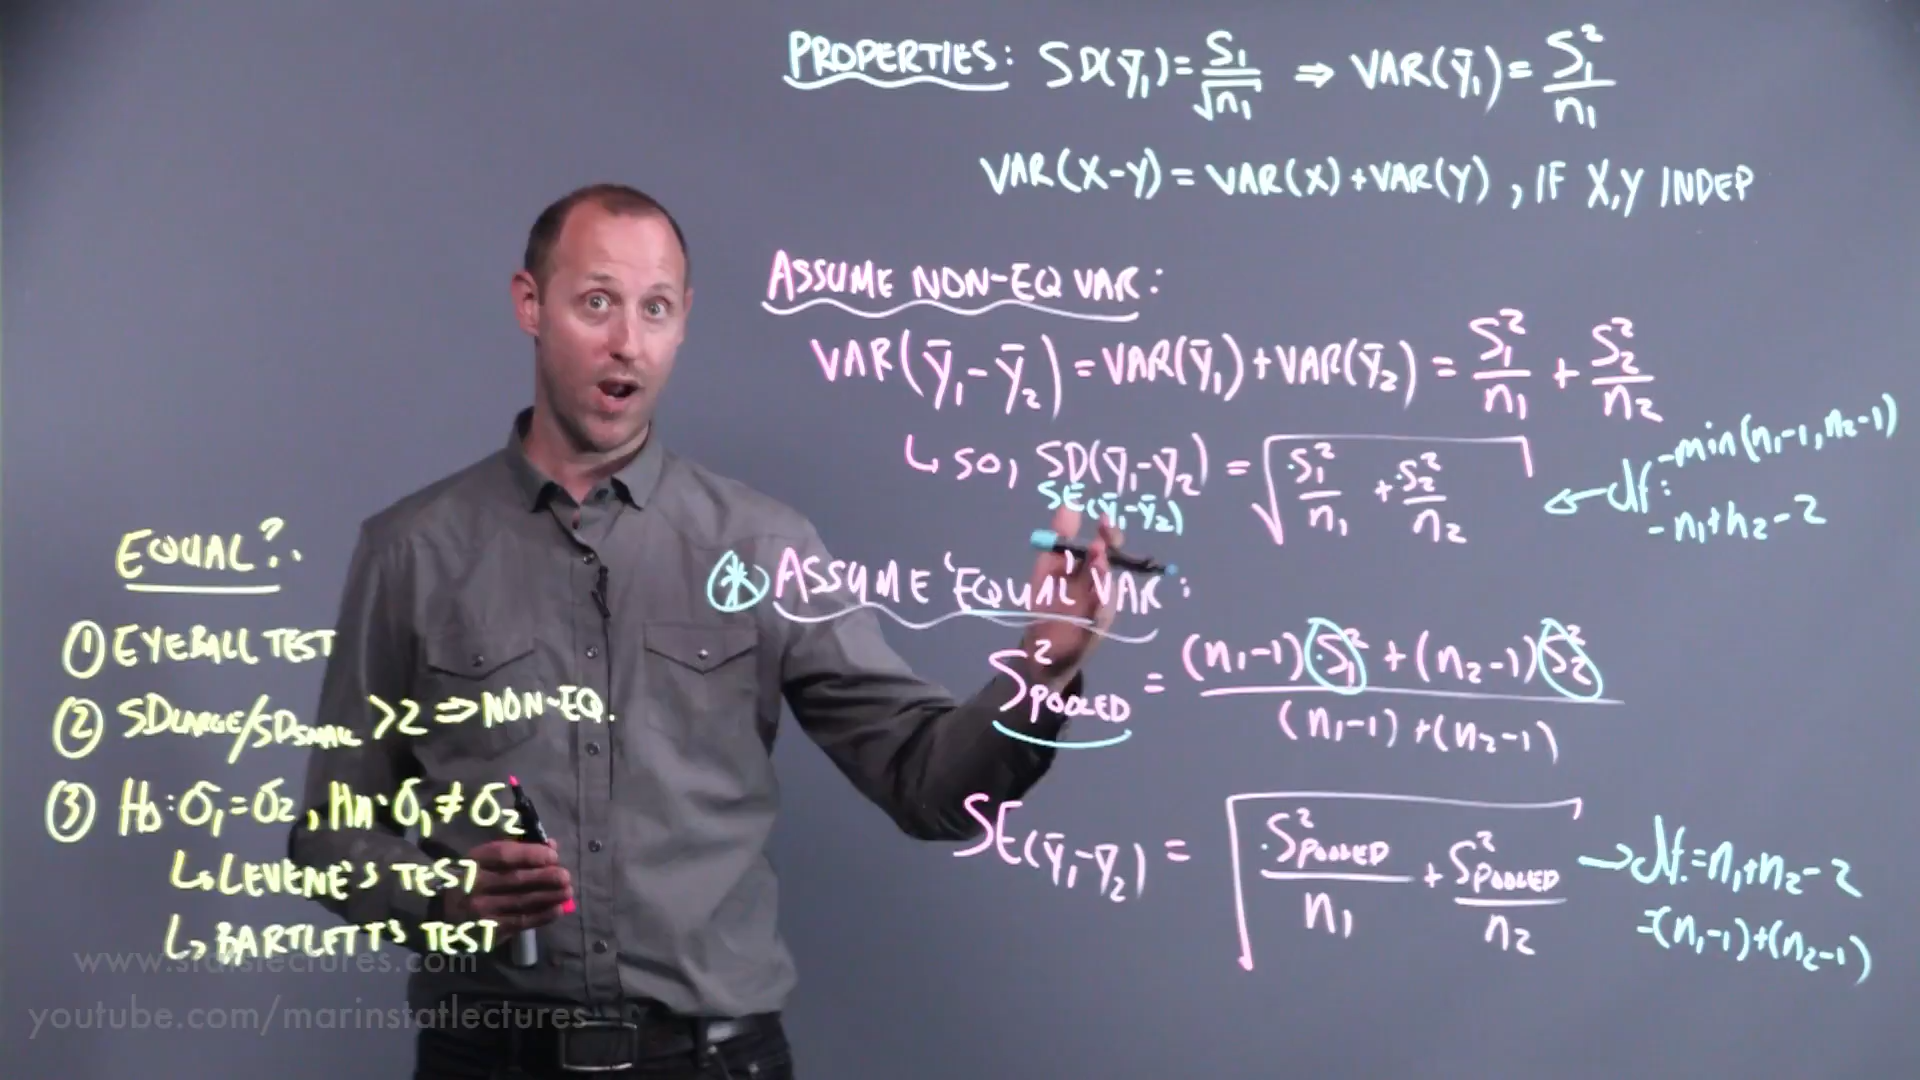 PROPERTIES: SD(ȳ₁) = S₁/√n₁ ⇒ VAR(ȳ₁) = S₁²/n₁
VAR(X-Y) = VAR(X) + VAR(Y), IF X,Y INDEP
ASSUME NON-EQ VAR:
VAR(ȳ₁-ȳ₂) = VAR(ȳ₁) + VAR(ȳ₂) = S₁²/n₁ + S₂²/n₂
↳ SO, SD(ȳ₁-ȳ₂) = √(S₁²/n₁ + S₂²/n₂) ← df: -min(n₁-1, n₂-1)
-n₁+n₂-2
SE(ȳ₁-ȳ₂)
* ASSUME 'EQUAL' VAR:
S²POOLED = ((n₁-1)S₁² + (n₂-1)S₂²)/((n₁-1)+(n₂-1))
SE(ȳ₁-ȳ₂) = √(S²POOLED/n₁ + S²POOLED/n₂) → df = n₁+n₂-2
=(n₁-1)+(n₂-1)
EQUAL?
① EYEBALL TEST
② SDLARGE/SDSMALL >2 ⇒ NON-EQ.
③ H₀: σ₁=σ₂, HA: σ₁≠σ₂
↳ LEVENE'S TEST
↳ BARTLETT'S TEST
www.statslectures.com
youtube.com/marinstatlectures